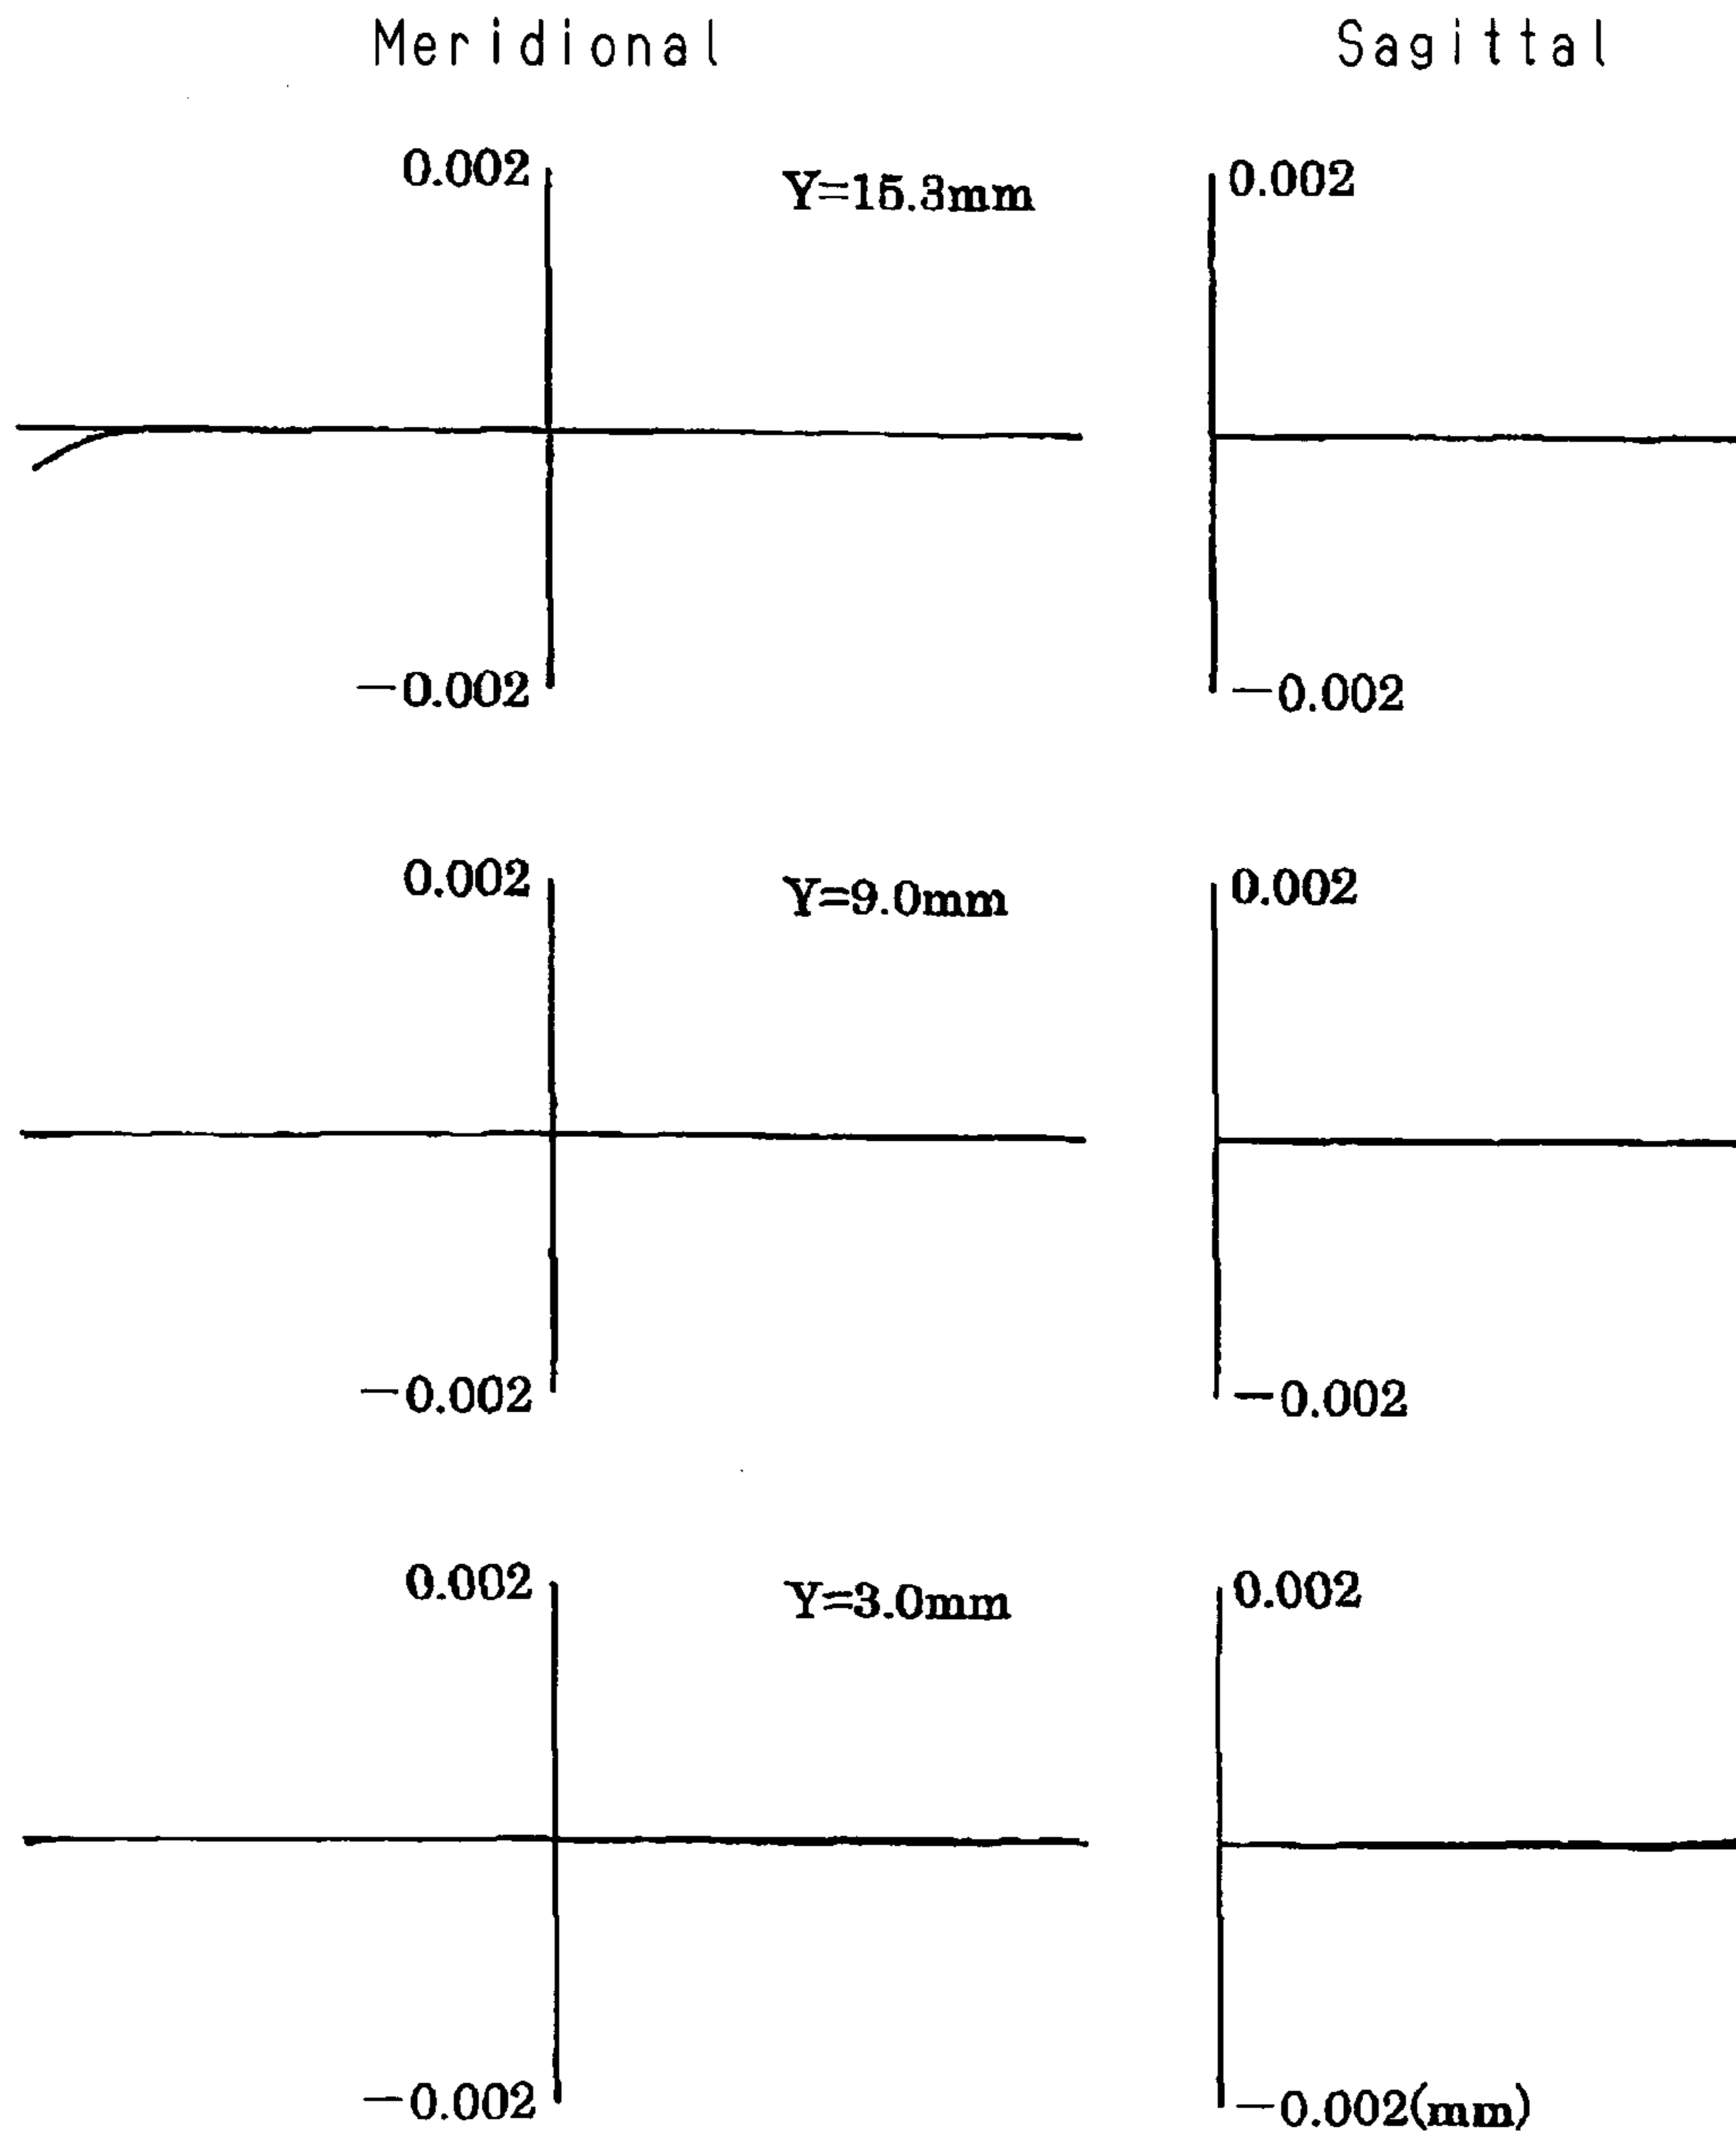 Meridional Sagittal
0.002 Y=15.3mm 0.002
−0.002 −0.002
0.002 Y=9.0mm 0.002
−0.002 −0.002
0.002 Y=3.0mm 0.002
−0.002 −0.002(mm)